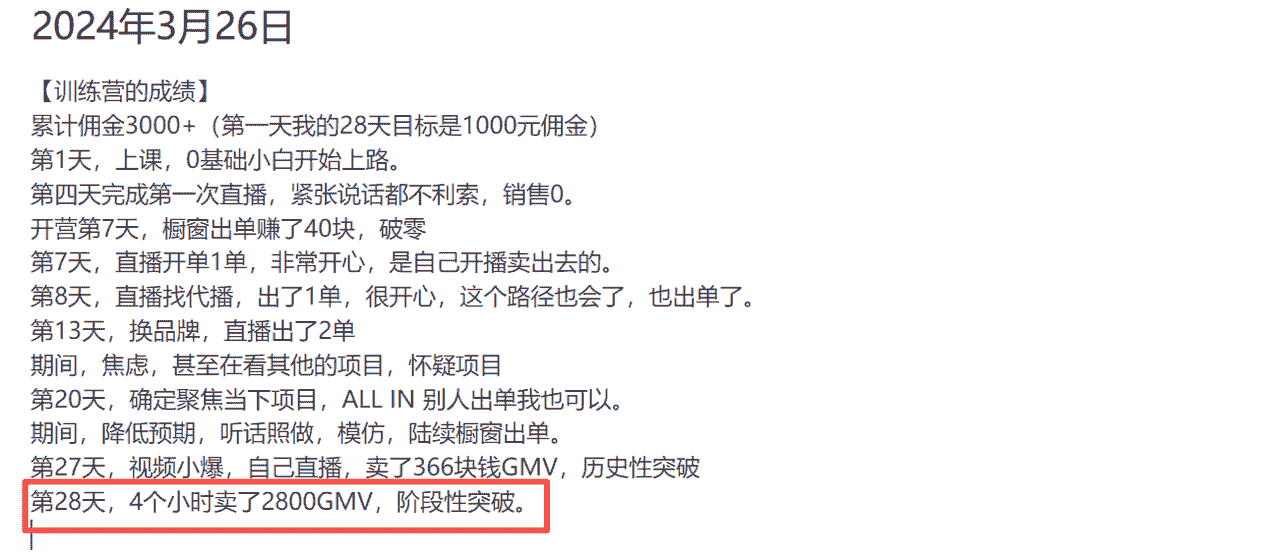 2024年3月26日
【训练营的成绩】
累计佣金3000+（第一天我的28天目标是1000元佣金）
第1天，上课，0基础小白开始上路。
第四天完成第一次直播，紧张说话都不利索，销售0。
开营第7天，橱窗出单赚了40块，破零
第7天，直播开单1单，非常开心，是自己开播卖出去的。
第8天，直播找代播，出了1单，很开心，这个路径也会了，也出单了。
第13天，换品牌，直播出了2单
期间，焦虑，甚至在看其他的项目，怀疑项目
第20天，确定聚焦当下项目，ALL IN 别人出单我也可以。
期间，降低预期，听话照做，模仿，陆续橱窗出单。
第27天，视频小爆，自己直播，卖了366块钱GMV，历史性突破
第28天，4个小时卖了2800GMV，阶段性突破。